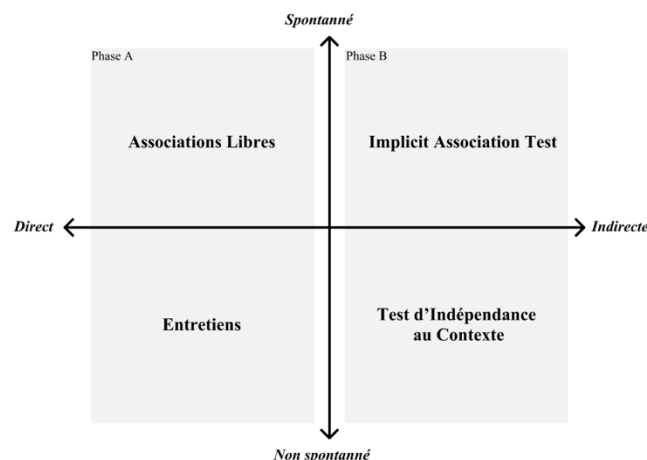 Spontanné
Phase A
Phase B
Associations Libres
Implicit Association Test
Direct
Indirecte
Entretiens
Test d'Indépendance
au Contexte
Non spontanné